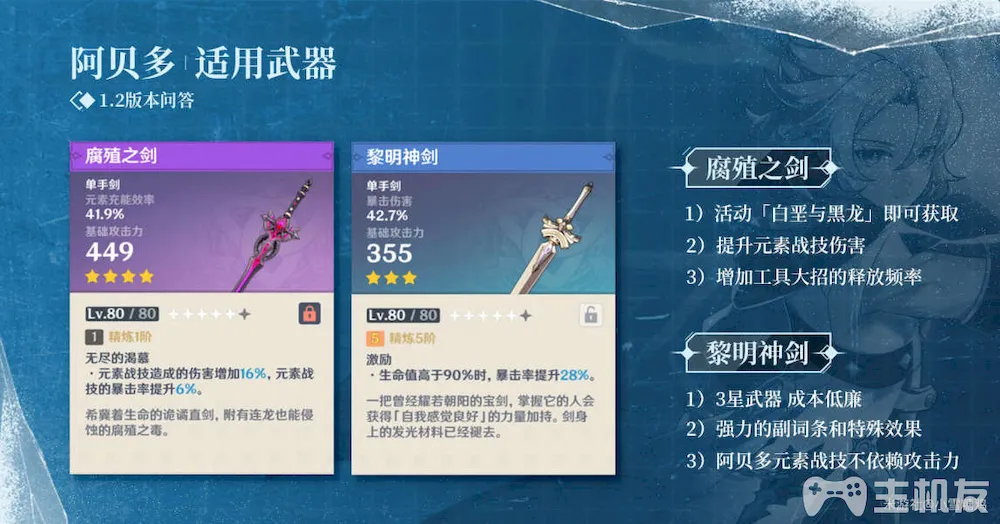 阿贝多 适用武器
1.2版本问答
腐殖之剑
单手剑
元素充能效率
41.9%
基础攻击力
449
Lv.80 / 80
1 精炼1阶
无尽的渴慕
·元素战技造成的伤害增加16%，元素战
技的暴击率提升6%。
希冀着生命的诡谲直剑，附有连龙也能侵
蚀的腐殖之毒。
黎明神剑
单手剑
暴击伤害
42.7%
基础攻击力
355
Lv.80 / 80
5 精炼5阶
激励
·生命值高于90%时，暴击率提升28%。
一把曾经耀若朝阳的宝剑，掌握它的人会
获得「自我感觉良好」的力量加持。剑身
上的发光材料已经褪去。
腐殖之剑
1）活动「白垩与黑龙」即可获取
2）提升元素战技伤害
3）增加工具大招的释放频率
黎明神剑
1）3星武器 成本低廉
2）强力的副词条和特殊效果
3）阿贝多元素战技不依赖攻击力
主机友